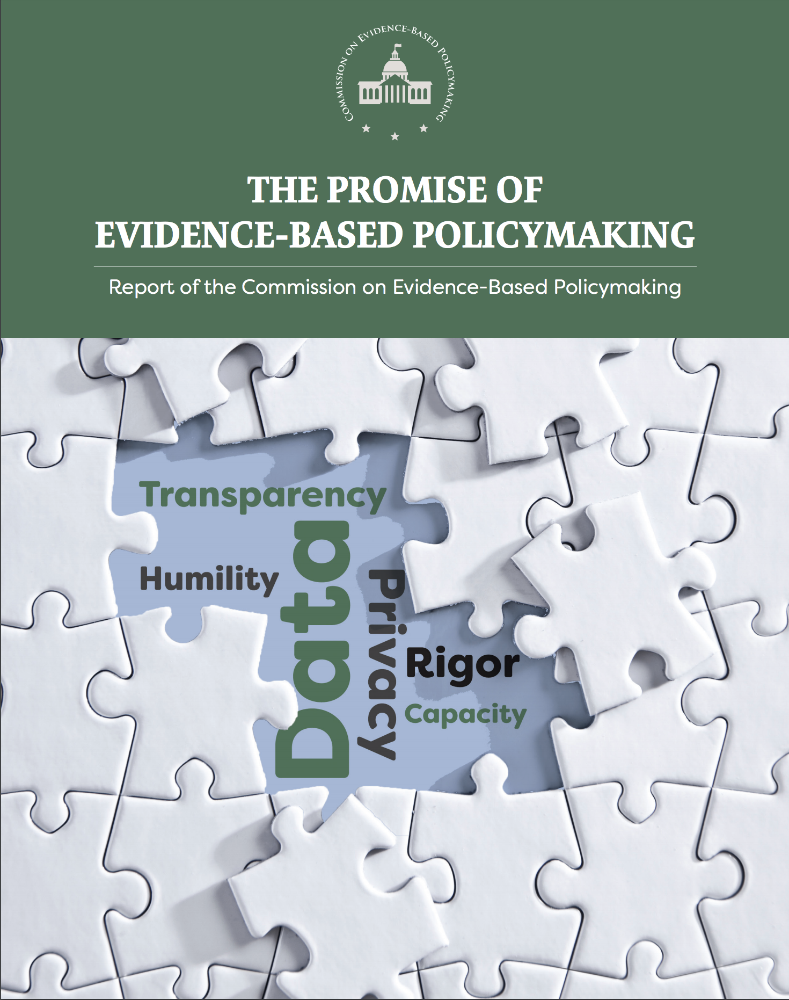 COMMISSION ON EVIDENCE-BASED POLICYMAKING
THE PROMISE OF
EVIDENCE-BASED POLICYMAKING
Report of the Commission on Evidence-Based Policymaking
Transparency
Humility
Data
Privacy
Rigor
Capacity